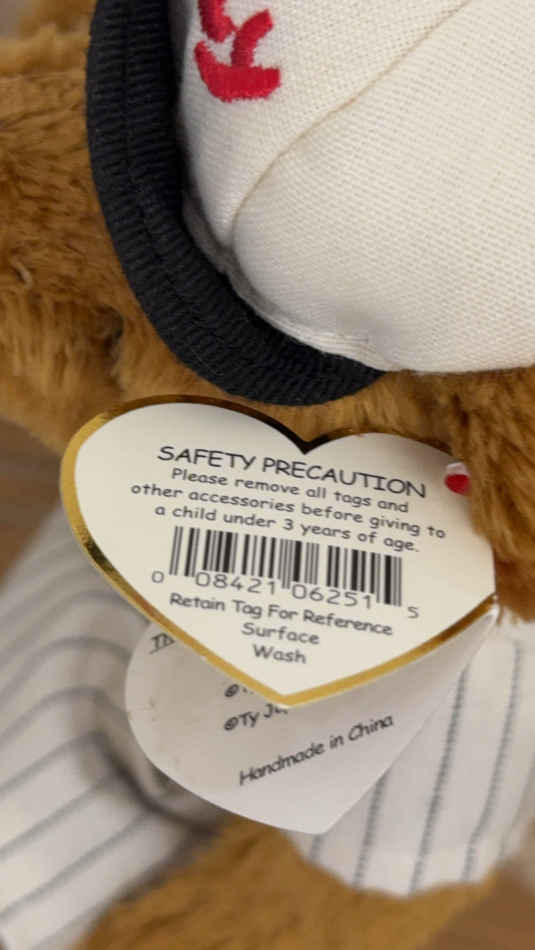 SAFETY PRECAUTION
Please remove all tags and
other accessories before giving to
a child under 3 years of age.
0 08421 06251 5
Retain Tag For Reference
Surface
Wash
©Ty
Handmade in China